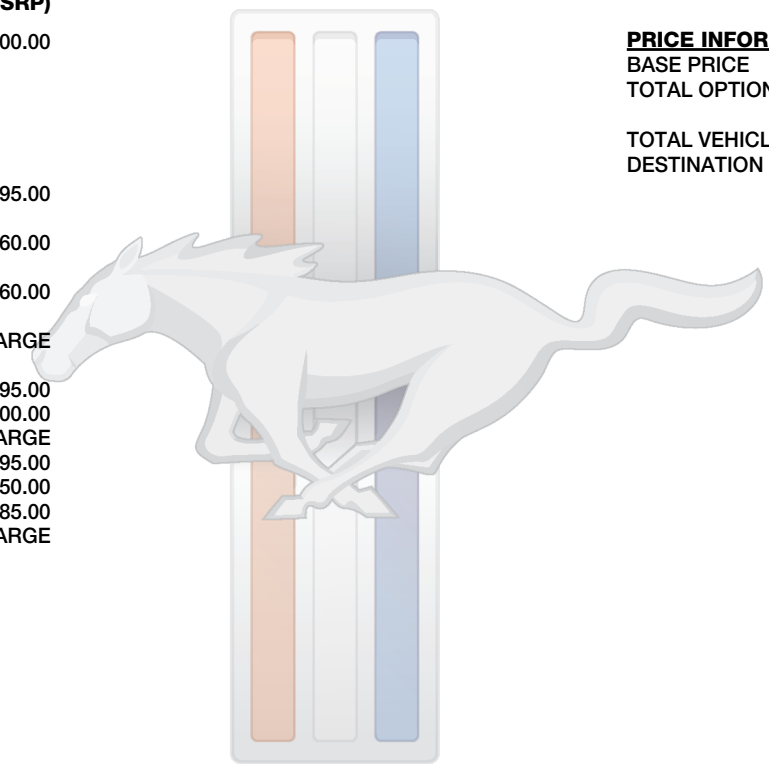 SRP)
00.00
95.00
60.00
60.00
ARGE
95.00
00.00
ARGE
95.00
50.00
85.00
ARGE
PRICE INFOR
BASE PRICE
TOTAL OPTION
TOTAL VEHICL
DESTINATION